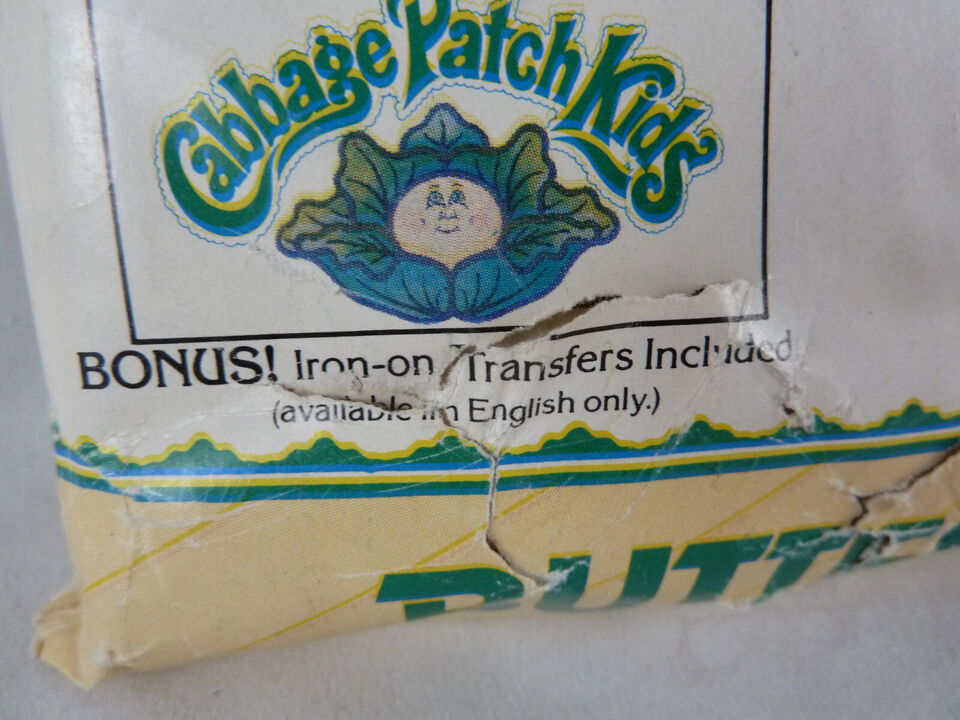 Cabbage Patch Kids
BONUS! Iron-on Transfers Included
(available in English only.)